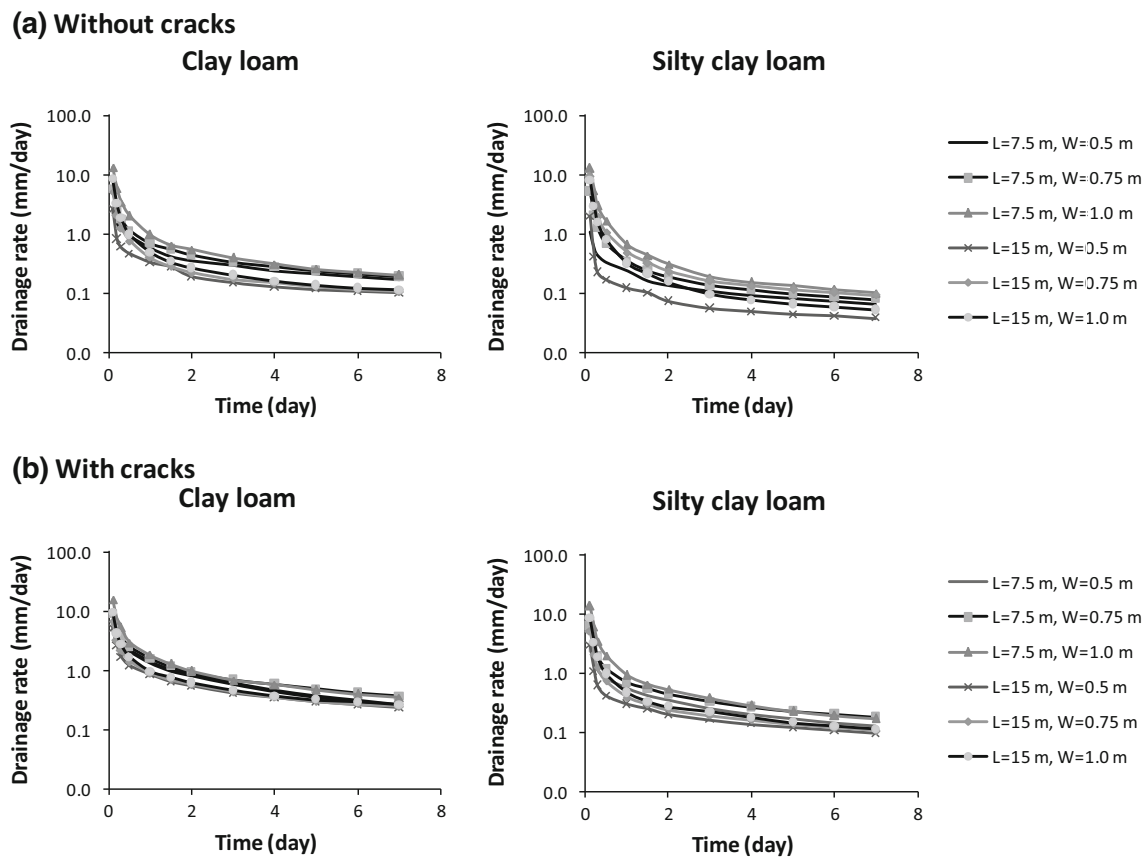 (a) Without cracks
Clay loam
Silty clay loam
Drainage rate (mm/day)
100.0
10.0
1.0
0.1
0.0
0 2 4 6 8
Time (day)
Drainage rate (mm/day)
100.0
10.0
1.0
0.1
0.0
0 2 4 6 8
Time (day)
L=7.5 m, W=0.5 m
L=7.5 m, W=0.75 m
L=7.5 m, W=1.0 m
L=15 m, W=0.5 m
L=15 m, W=0.75 m
L=15 m, W=1.0 m
(b) With cracks
Clay loam
Silty clay loam
Drainage rate (mm/day)
100.0
10.0
1.0
0.1
0.0
0 2 4 6 8
Time (day)
Drainage rate (mm/day)
100.0
10.0
1.0
0.1
0.0
0 2 4 6 8
Time (day)
L=7.5 m, W=0.5 m
L=7.5 m, W=0.75 m
L=7.5 m, W=1.0 m
L=15 m, W=0.5 m
L=15 m, W=0.75 m
L=15 m, W=1.0 m